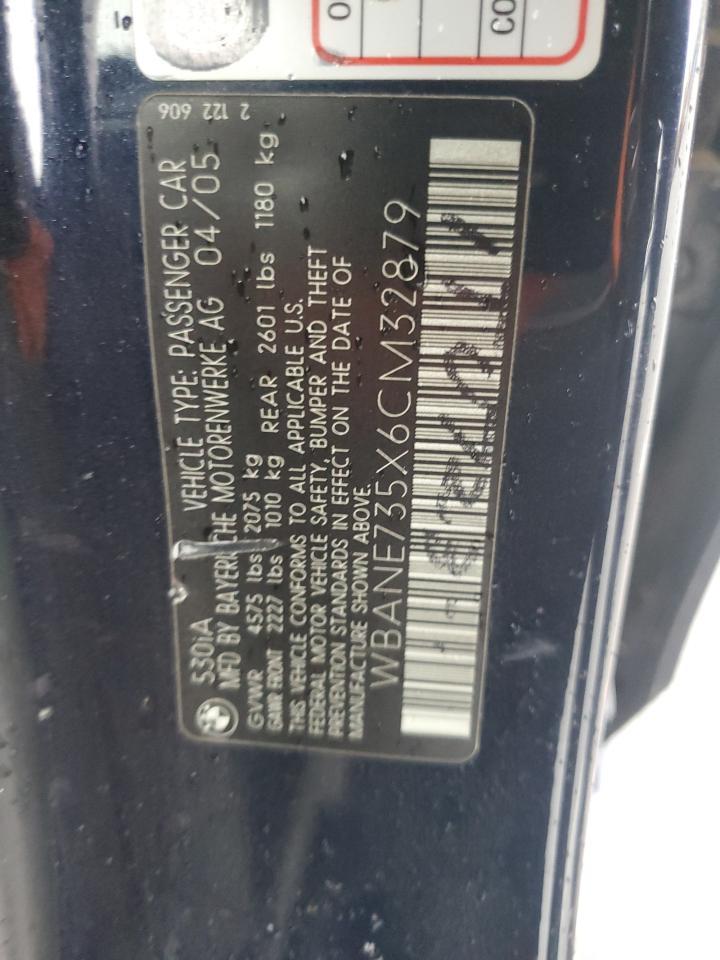 O
CO
2 122 606
530iA VEHICLE TYPE: PASSENGER CAR
MFD BY BAYERISCHE MOTORENWERKE AG 04/05
GVWR 4575 lbs 2075 kg
GAWR FRONT 2227 lbs 1010 kg REAR 2601 lbs 1180 kg
THIS VEHICLE CONFORMS TO ALL APPLICABLE U.S.
FEDERAL MOTOR VEHICLE SAFETY, BUMPER AND THEFT
PREVENTION STANDARDS IN EFFECT ON THE DATE OF
MANUFACTURE SHOWN ABOVE.
WBANE735X6CM32879